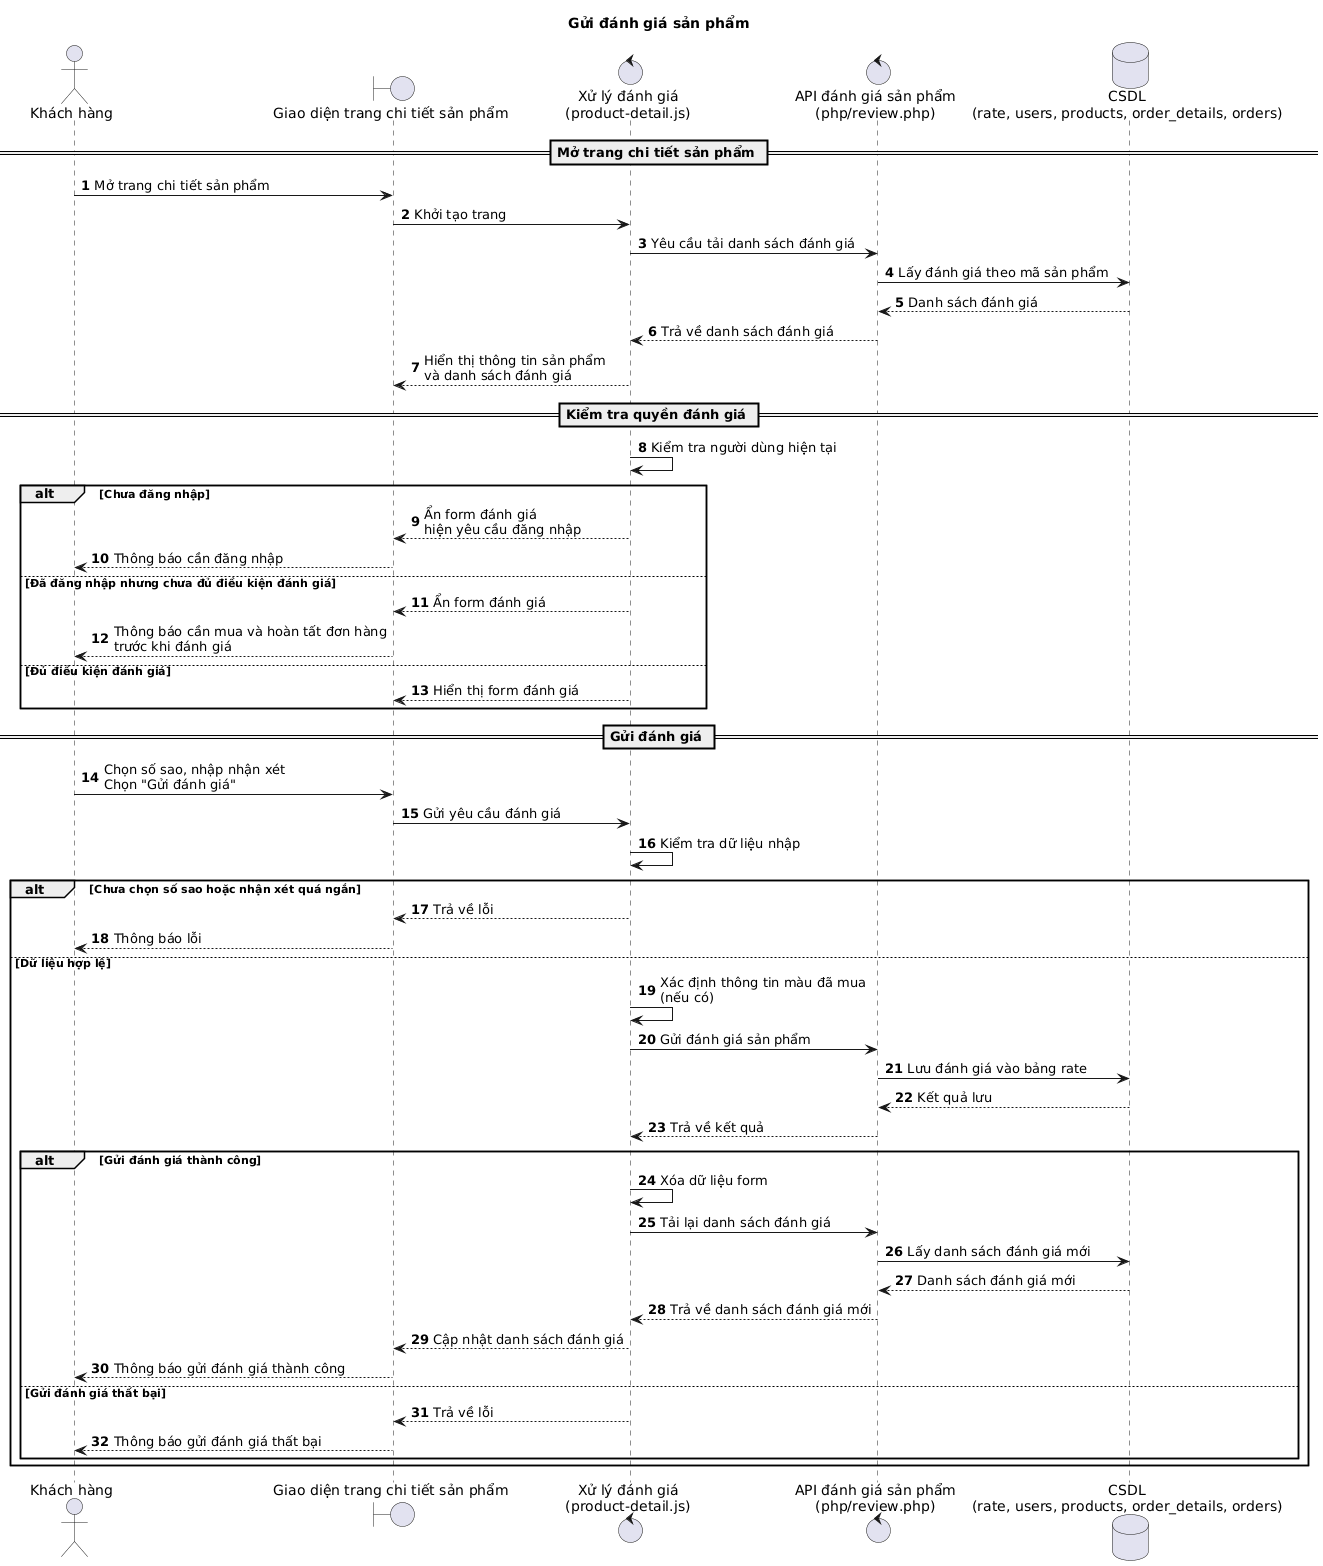 Gửi đánh giá sản phẩm
Khách hàng
Giao diện trang chi tiết sản phẩm
Xử lý đánh giá
(product-detail.js)
API đánh giá sản phẩm
(php/review.php)
CSDL
(rate, users, products, order_details, orders)
Mở trang chi tiết sản phẩm
1 Mở trang chi tiết sản phẩm
2 Khởi tạo trang
3 Yêu cầu tải danh sách đánh giá
4 Lấy đánh giá theo mã sản phẩm
5 Danh sách đánh giá
6 Trả về danh sách đánh giá
7 Hiển thị thông tin sản phẩm
và danh sách đánh giá
Kiểm tra quyền đánh giá
8 Kiểm tra người dùng hiện tại
alt [Chưa đăng nhập]
9 Ẩn form đánh giá
hiện yêu cầu đăng nhập
10 Thông báo cần đăng nhập
[Đã đăng nhập nhưng chưa đủ điều kiện đánh giá]
11 Ẩn form đánh giá
12 Thông báo cần mua và hoàn tất đơn hàng
trước khi đánh giá
[Đủ điều kiện đánh giá]
13 Hiển thị form đánh giá
Gửi đánh giá
14 Chọn số sao, nhập nhận xét
Chọn "Gửi đánh giá"
15 Gửi yêu cầu đánh giá
16 Kiểm tra dữ liệu nhập
alt [Chưa chọn số sao hoặc nhận xét quá ngắn]
17 Trả về lỗi
18 Thông báo lỗi
[Dữ liệu hợp lệ]
19 Xác định thông tin màu đã mua
(nếu có)
20 Gửi đánh giá sản phẩm
21 Lưu đánh giá vào bảng rate
22 Kết quả lưu
23 Trả về kết quả
alt [Gửi đánh giá thành công]
24 Xóa dữ liệu form
25 Tải lại danh sách đánh giá
26 Lấy danh sách đánh giá mới
27 Danh sách đánh giá mới
28 Trả về danh sách đánh giá mới
29 Cập nhật danh sách đánh giá
30 Thông báo gửi đánh giá thành công
[Gửi đánh giá thất bại]
31 Trả về lỗi
32 Thông báo gửi đánh giá thất bại
Khách hàng
Giao diện trang chi tiết sản phẩm
Xử lý đánh giá
(product-detail.js)
API đánh giá sản phẩm
(php/review.php)
CSDL
(rate, users, products, order_details, orders)